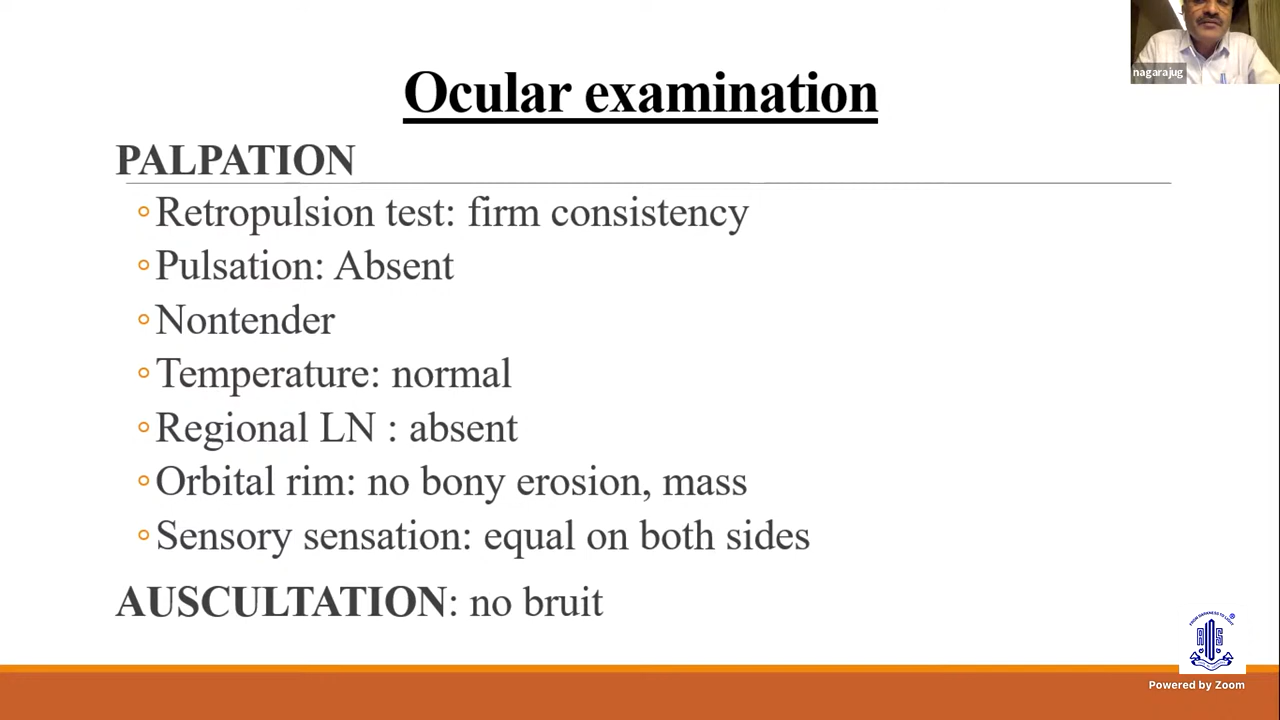 nagarajug
Ocular examination
PALPATION
Retropulsion test: firm consistency
Pulsation: Absent
Nontender
Temperature: normal
Regional LN : absent
Orbital rim: no bony erosion, mass
Sensory sensation: equal on both sides
AUSCULTATION: no bruit
Powered by Zoom